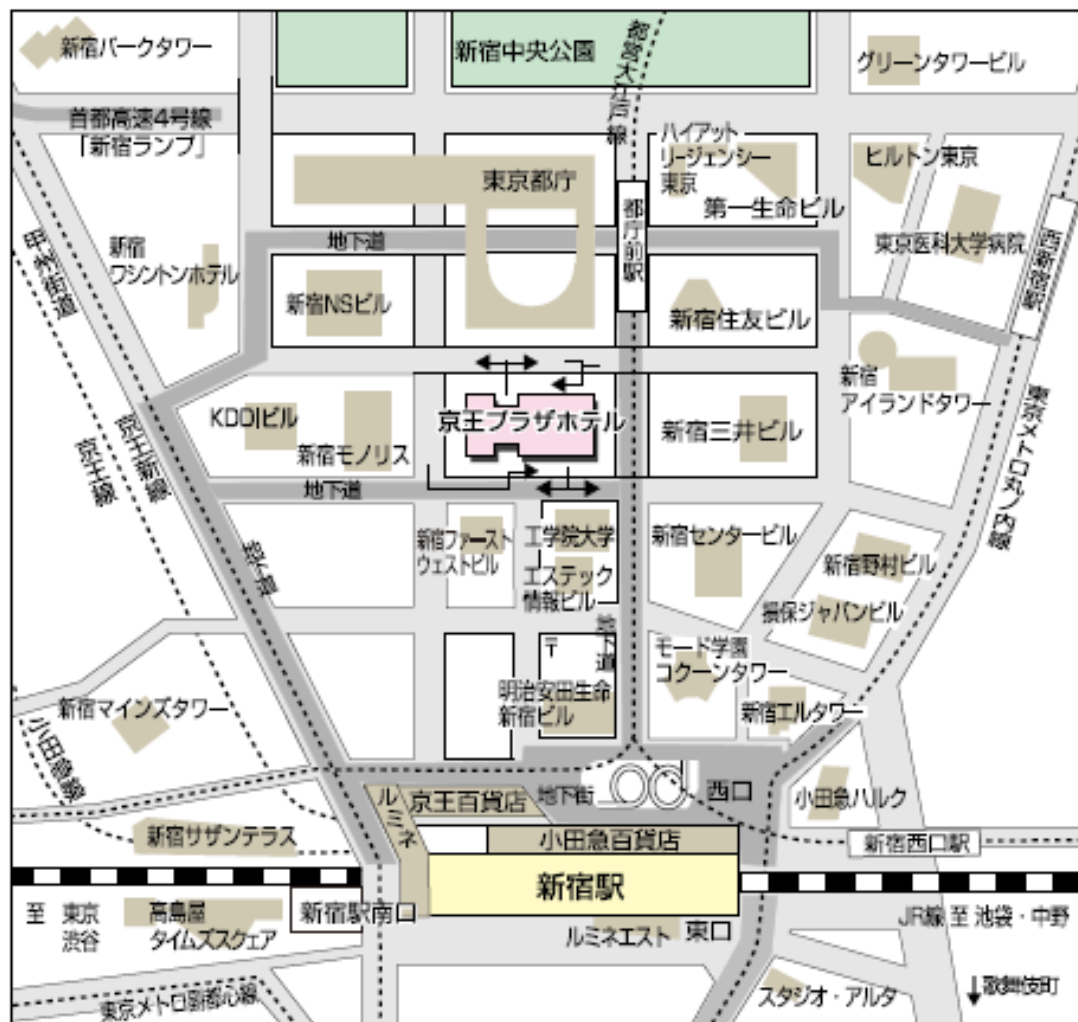 新宿パークタワー
新宿中央公園
都営大江戸線
グリーンタワービル
首都高速4号線
「新宿ランプ」
ハイアット
リージェンシー
東京
ヒルトン東京
東京都庁
都庁前駅
第一生命ビル
東京医科大学病院
西新宿駅
甲州街道
新宿
ワシントンホテル
地下道
新宿NSビル
新宿住友ビル
新宿
アイランドタワー
東京メトロ丸ノ内線
KDDIビル
新宿モノリス
京王プラザホテル
新宿三井ビル
京王線
京王新線
地下道
新宿ファースト
ウェストビル
工学院大学
エステック
情報ビル
新宿センタービル
新宿野村ビル
損保ジャパンビル
地下道
〒
明治安田生命
新宿ビル
モード学園
コクーンタワー
新宿エルタワー
新宿マインズタワー
小田急線
ルミネ
京王百貨店
地下街
西口
小田急ハルク
新宿サザンテラス
小田急百貨店
新宿西口駅
新宿駅
至 東京
渋谷
高島屋
タイムズスクェア
新宿駅南口
ルミネエスト
東口
JR線 至 池袋・中野
東京メトロ副都心線
スタジオ・アルタ
↓歌舞伎町